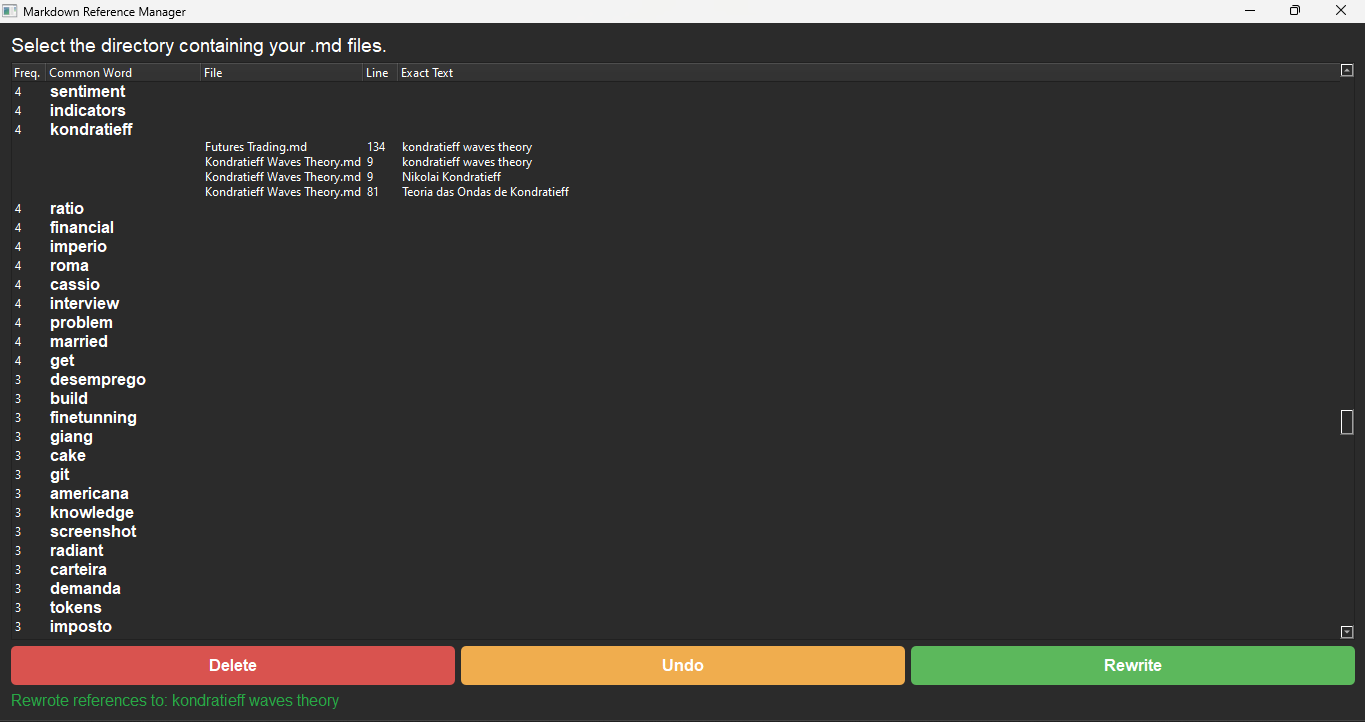 Markdown Reference Manager
Select the directory containing your .md files.
Freq. Common Word File Line Exact Text
4 sentiment
4 indicators
4 kondratieff
Futures Trading.md 134 kondratieff waves theory
Kondratieff Waves Theory.md 9 kondratieff waves theory
Kondratieff Waves Theory.md 9 Nikolai Kondratieff
Kondratieff Waves Theory.md 81 Teoria das Ondas de Kondratieff
4 ratio
4 financial
4 imperio
4 roma
4 cassio
4 interview
4 problem
4 married
4 get
3 desemprego
3 build
3 finetunning
3 giang
3 cake
3 git
3 americana
3 knowledge
3 screenshot
3 radiant
3 carteira
3 demanda
3 tokens
3 imposto
Delete Undo Rewrite
Rewrote references to: kondratieff waves theory